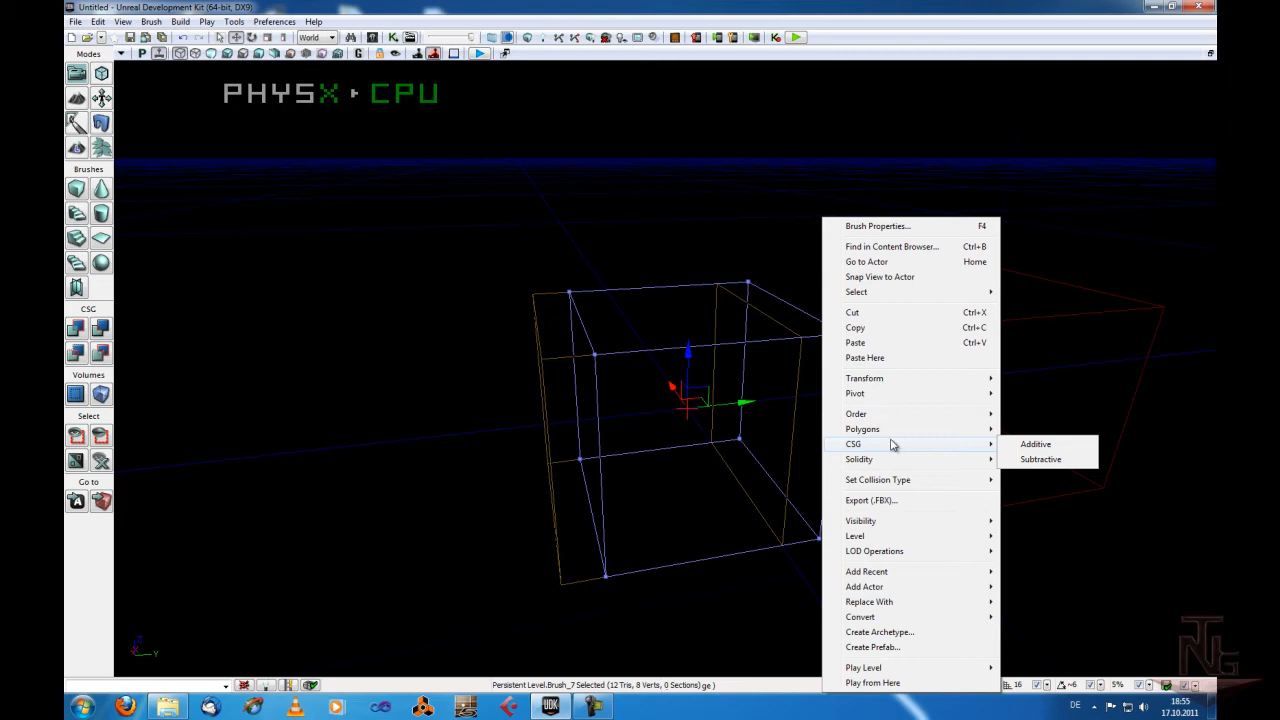 Untitled - Unreal Development Kit (64-bit, DX9)
File Edit View Brush Build Play Tools Preferences Help
World
Modes
P
G
PHYSX ▸ CPU
Brushes
CSG
Volumes
Select
Go to
Brush Properties... F4
Find in Content Browser... Ctrl+B
Go to Actor Home
Snap View to Actor
Select
Cut Ctrl+X
Copy Ctrl+C
Paste Ctrl+V
Paste Here
Transform
Pivot
Order
Polygons
CSG
Additive
Solidity
Subtractive
Set Collision Type
Export (.FBX)...
Visibility
Level
LOD Operations
Add Recent
Add Actor
Replace With
Convert
Create Archetype...
Create Prefab...
Play Level
Play from Here
Z
X Y
TNG
Persistent Level.Brush_7 Selected (12 Tris, 8 Verts, 0 Sections) ge )
16 ~6 5%
UDK
DE
18:55
17.10.2011